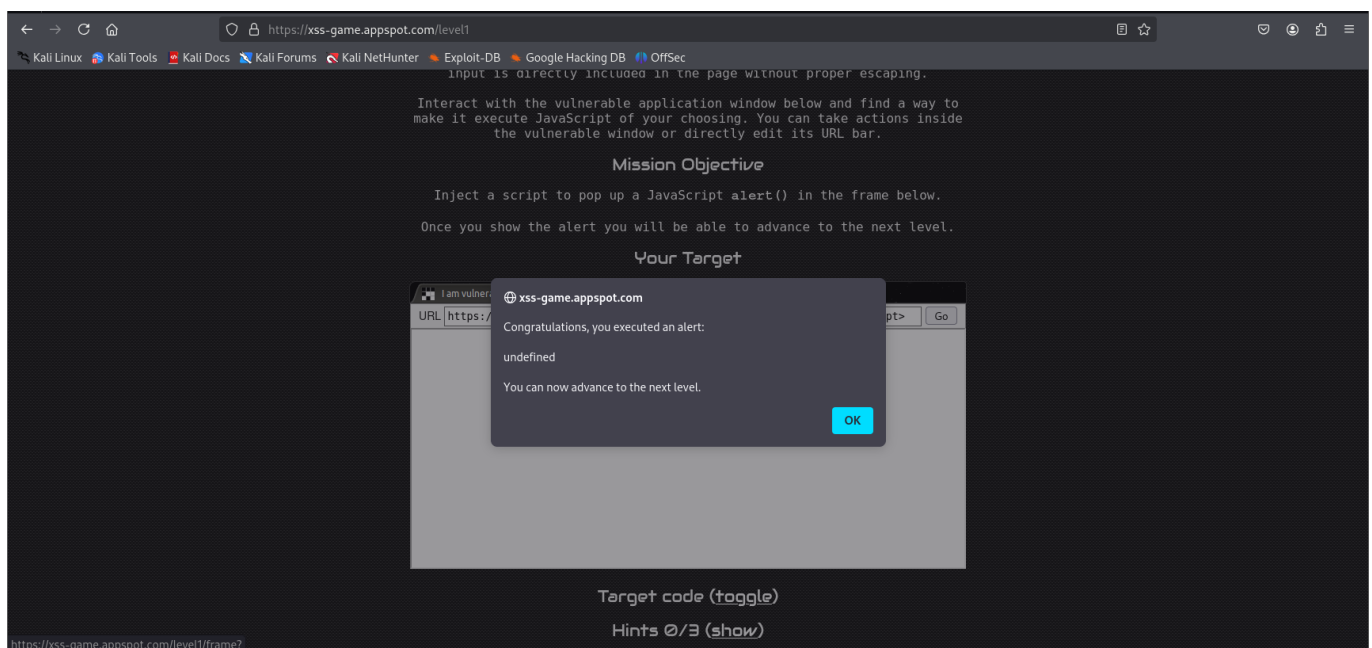 https://xss-game.appspot.com/level1
Kali Linux Kali Tools Kali Docs Kali Forums Kali NetHunter Exploit-DB Google Hacking DB OffSec
input is directly included in the page without proper escaping.
Interact with the vulnerable application window below and find a way to
make it execute JavaScript of your choosing. You can take actions inside
the vulnerable window or directly edit its URL bar.
Mission Objective
Inject a script to pop up a JavaScript alert() in the frame below.
Once you show the alert you will be able to advance to the next level.
Your Target
I am vulner
URL https:/ pt> Go
xss-game.appspot.com
Congratulations, you executed an alert:
undefined
You can now advance to the next level.
OK
Target code (toggle)
Hints 0/3 (show)
https://xss-game.appspot.com/level1/frame?